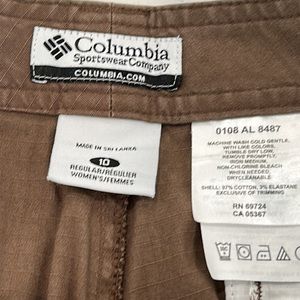 Columbia
Sportswear Company
COLUMBIA.COM
MADE IN SRI LANKA
10
REGULAR/RÉGULIER
WOMEN'S/FEMMES
0108 AL 8487
MACHINE WASH COLD GENTLE,
WITH LIKE COLORS,
TUMBLE DRY LOW,
REMOVE PROMPTLY,
MEDIUM IRON,
NON-CHLORINE BLEACH
WHEN NEEDED,
DRYCLEANABLE
SHELL: 97% COTTON, 3% ELASTANE
EXCLUSIVE OF TRIMMING
RN 69724
CA 05367